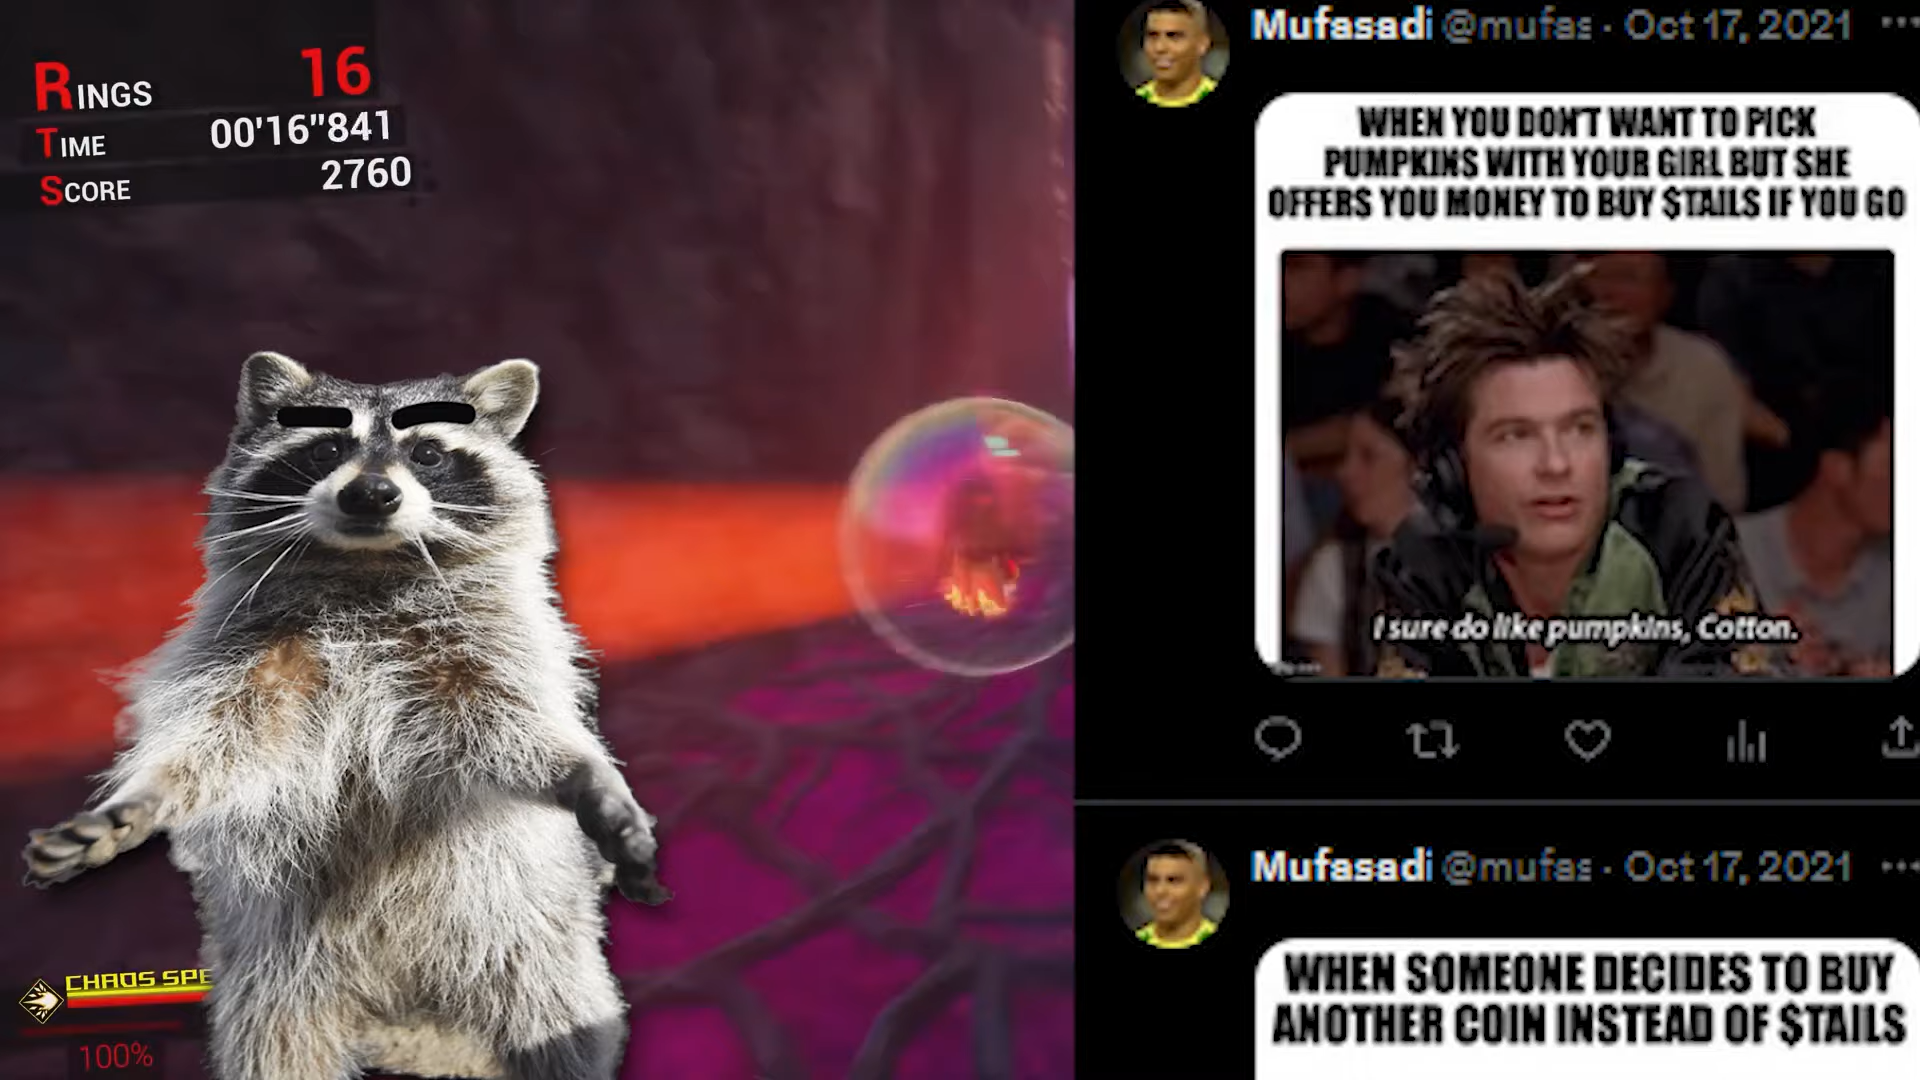 RINGS 16
TIME 00'16"841
SCORE 2760
CHAOS SPE
100%
Mufasadi @mufas · Oct 17, 2021
WHEN YOU DON'T WANT TO PICK
PUMPKINS WITH YOUR GIRL BUT SHE
OFFERS YOU MONEY TO BUY $TAILS IF YOU GO
I sure do like pumpkins, Cotton.
Mufasadi @mufas · Oct 17, 2021
WHEN SOMEONE DECIDES TO BUY
ANOTHER COIN INSTEAD OF $TAILS